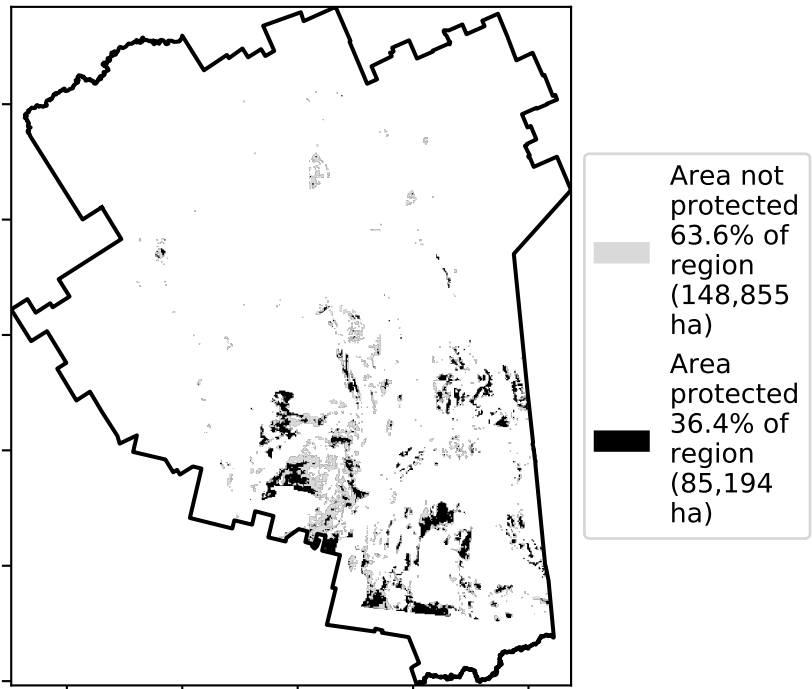 Area not
protected
63.6% of
region
(148,855
ha)
Area
protected
36.4% of
region
(85,194
ha)